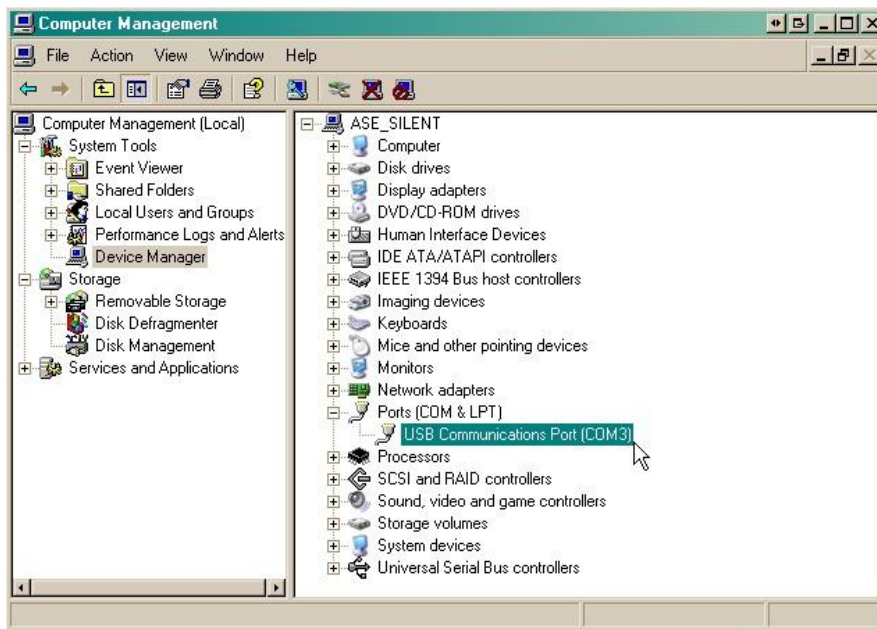 Computer Management
File Action View Window Help
Computer Management (Local)
System Tools
Event Viewer
Shared Folders
Local Users and Groups
Performance Logs and Alerts
Device Manager
Storage
Removable Storage
Disk Defragmenter
Disk Management
Services and Applications
ASE_SILENT
Computer
Disk drives
Display adapters
DVD/CD-ROM drives
Human Interface Devices
IDE ATA/ATAPI controllers
IEEE 1394 Bus host controllers
Imaging devices
Keyboards
Mice and other pointing devices
Monitors
Network adapters
Ports (COM & LPT)
USB Communications Port (COM3)
Processors
SCSI and RAID controllers
Sound, video and game controllers
Storage volumes
System devices
Universal Serial Bus controllers